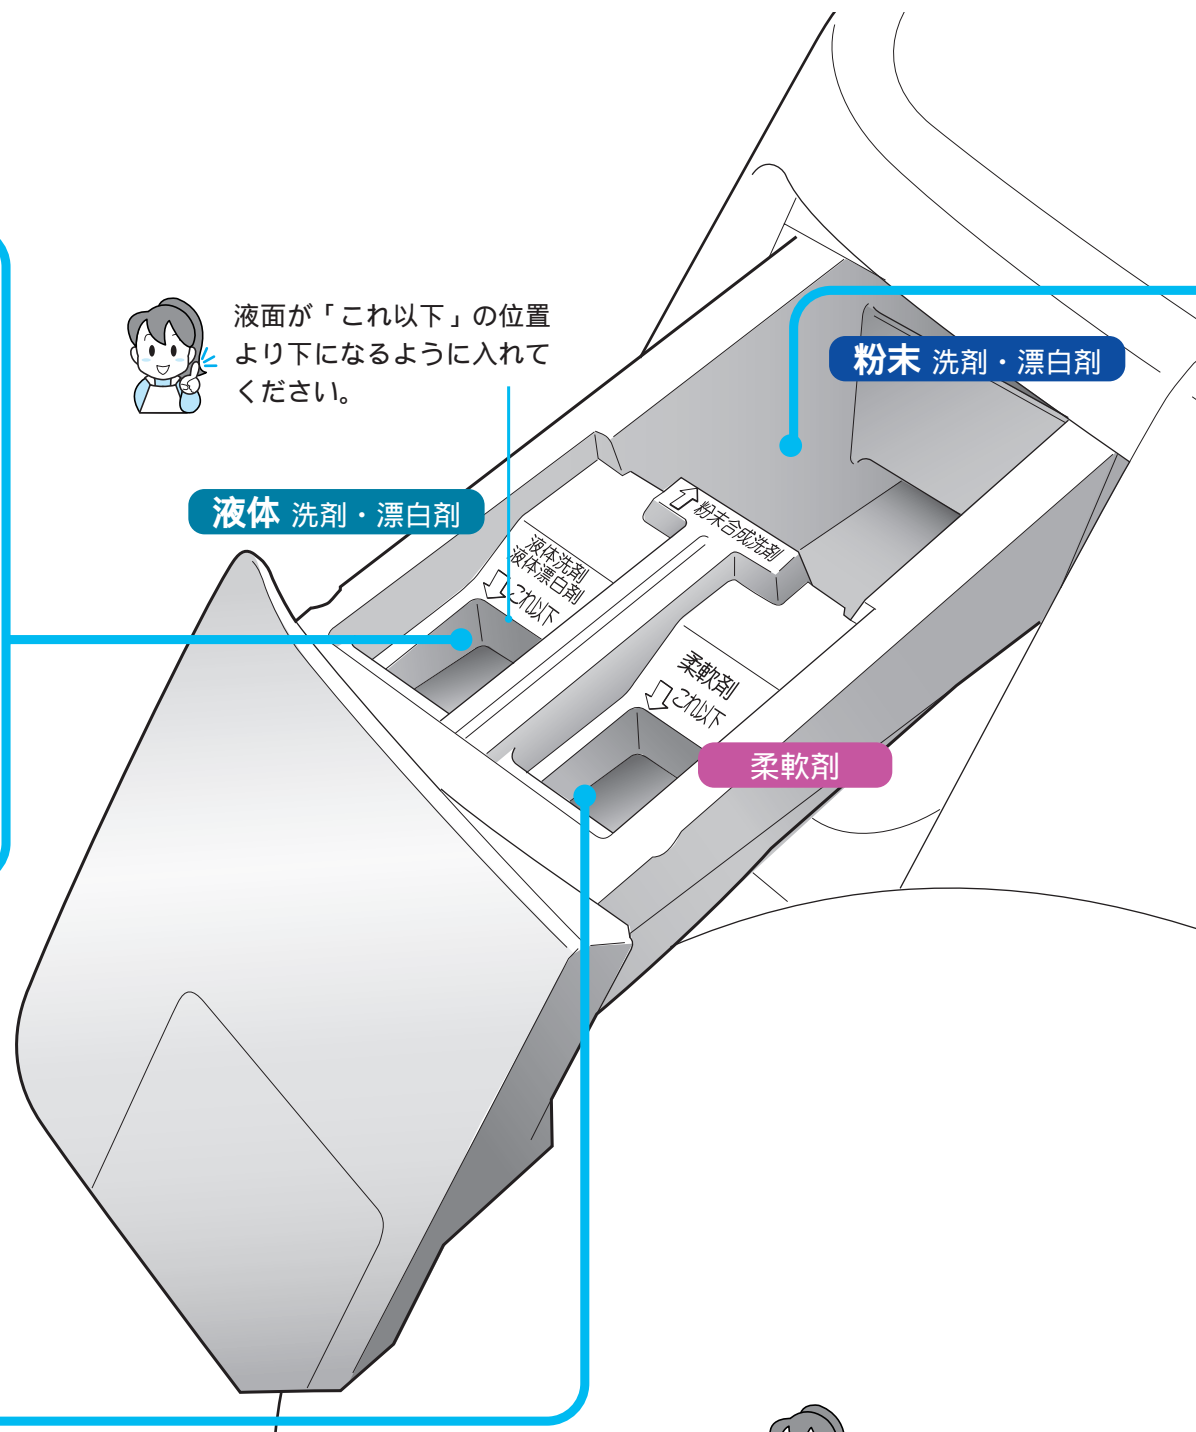 液面が「これ以下」の位置
より下になるように入れて
ください。
粉末 洗剤・漂白剤
液体 洗剤・漂白剤
粉末合成洗剤
液体洗剤
液体漂白剤
これ以下
柔軟剤
これ以下
柔軟剤